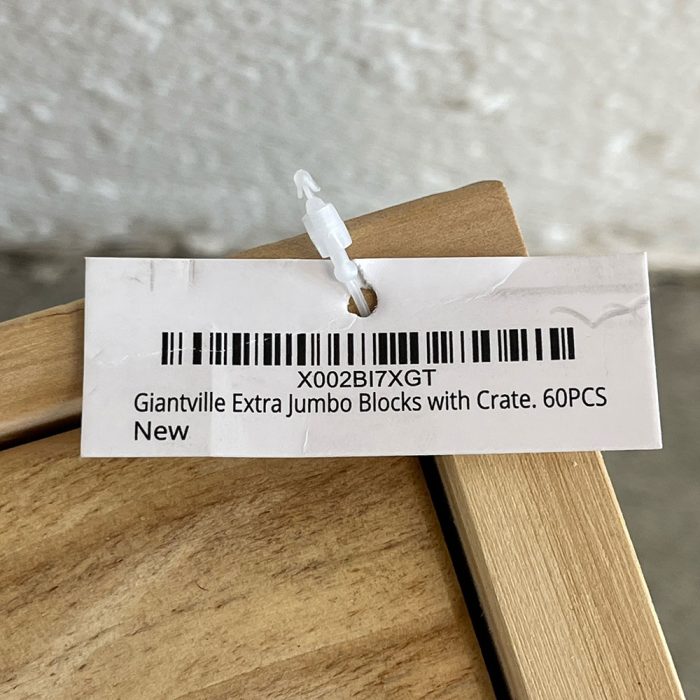 X002BI7XGT
Giantville Extra Jumbo Blocks with Crate. 60PCS
New